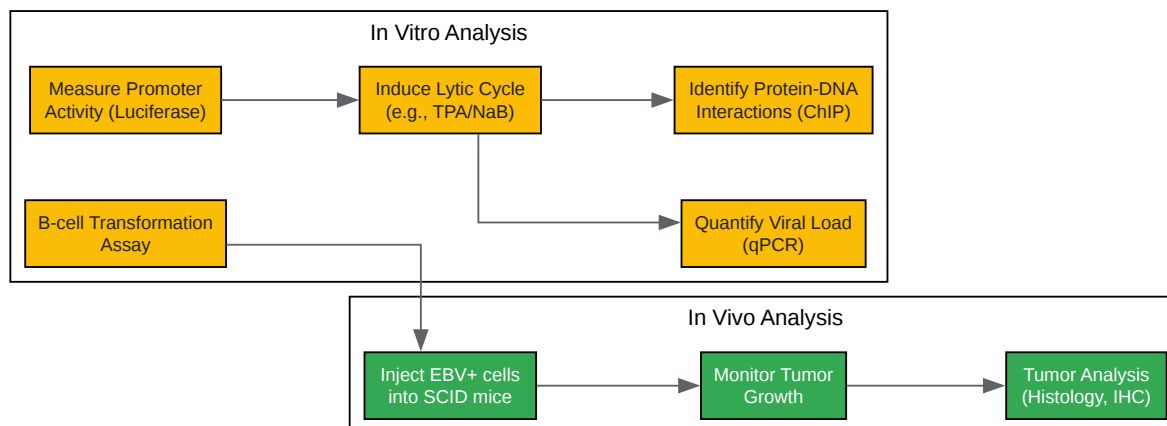 In Vitro Analysis
Measure Promoter
Activity (Luciferase)
Induce Lytic Cycle
(e.g., TPA/NaB)
Identify Protein-DNA
Interactions (ChIP)
B-cell Transformation
Assay
Quantify Viral Load
(qPCR)
In Vivo Analysis
Inject EBV+ cells
into SCID mice
Monitor Tumor
Growth
Tumor Analysis
(Histology, IHC)